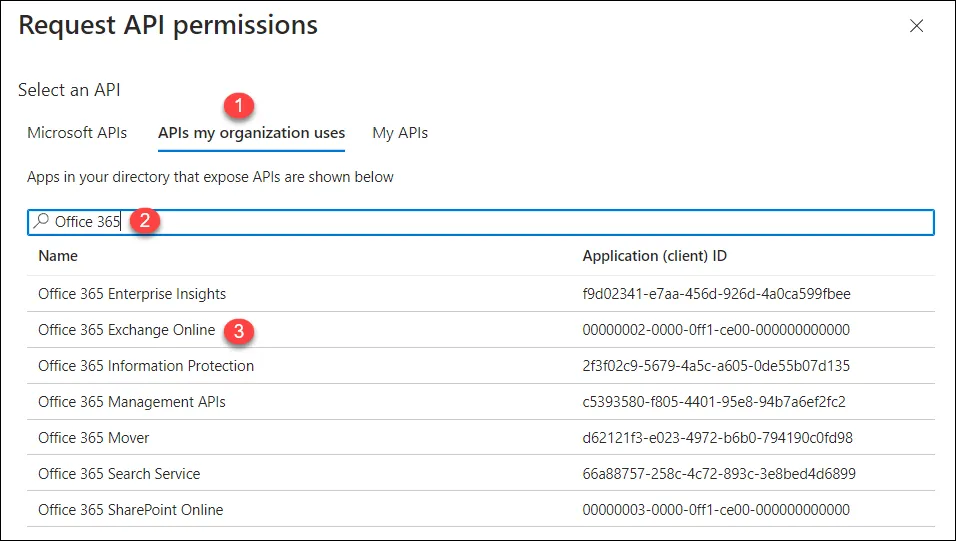 Request API permissions
Select an API
1
Microsoft APIs APIs my organization uses My APIs
Apps in your directory that expose APIs are shown below
Office 365 2
Name Application (client) ID
Office 365 Enterprise Insights f9d02341-e7aa-456d-926d-4a0ca599fbee
Office 365 Exchange Online 3 00000002-0000-0ff1-ce00-000000000000
Office 365 Information Protection 2f3f02c9-5679-4a5c-a605-0de55b07d135
Office 365 Management APIs c5393580-f805-4401-95e8-94b7a6ef2fc2
Office 365 Mover d62121f3-e023-4972-b6b0-794190c0fd98
Office 365 Search Service 66a88757-258c-4c72-893c-3e8bed4d6899
Office 365 SharePoint Online 00000003-0000-0ff1-ce00-000000000000